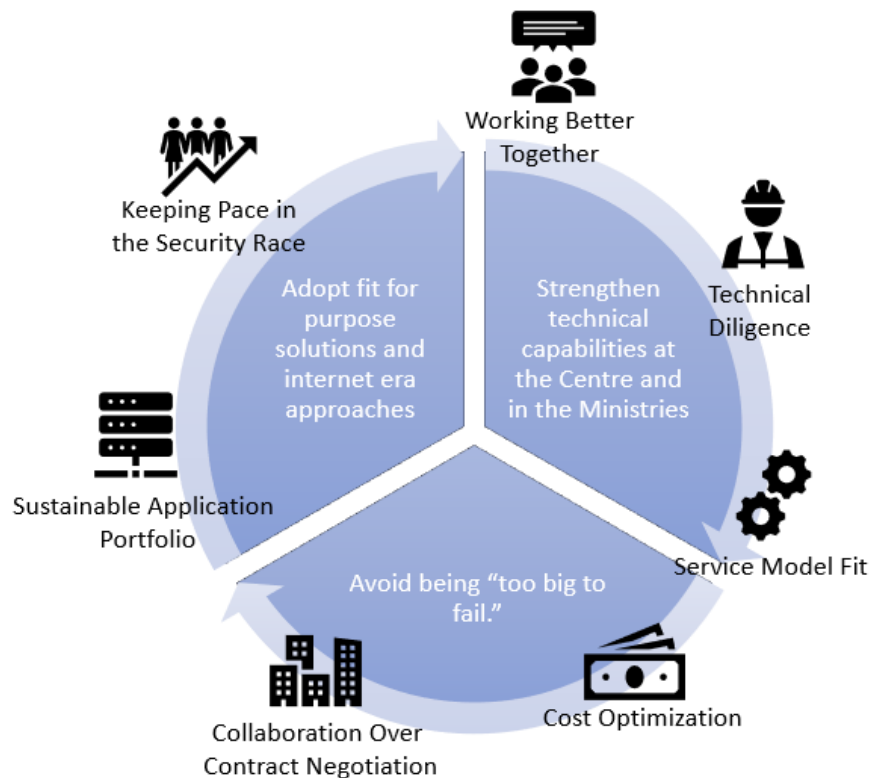 Working Better
Together
Keeping Pace in
the Security Race
Adopt fit for
purpose
solutions and
internet era
approaches
Strengthen
technical
capabilities at
the Centre and
in the Ministries
Technical
Diligence
Sustainable Application
Portfolio
Service Model Fit
Avoid being “too big to
fail.”
Cost Optimization
Collaboration Over
Contract Negotiation